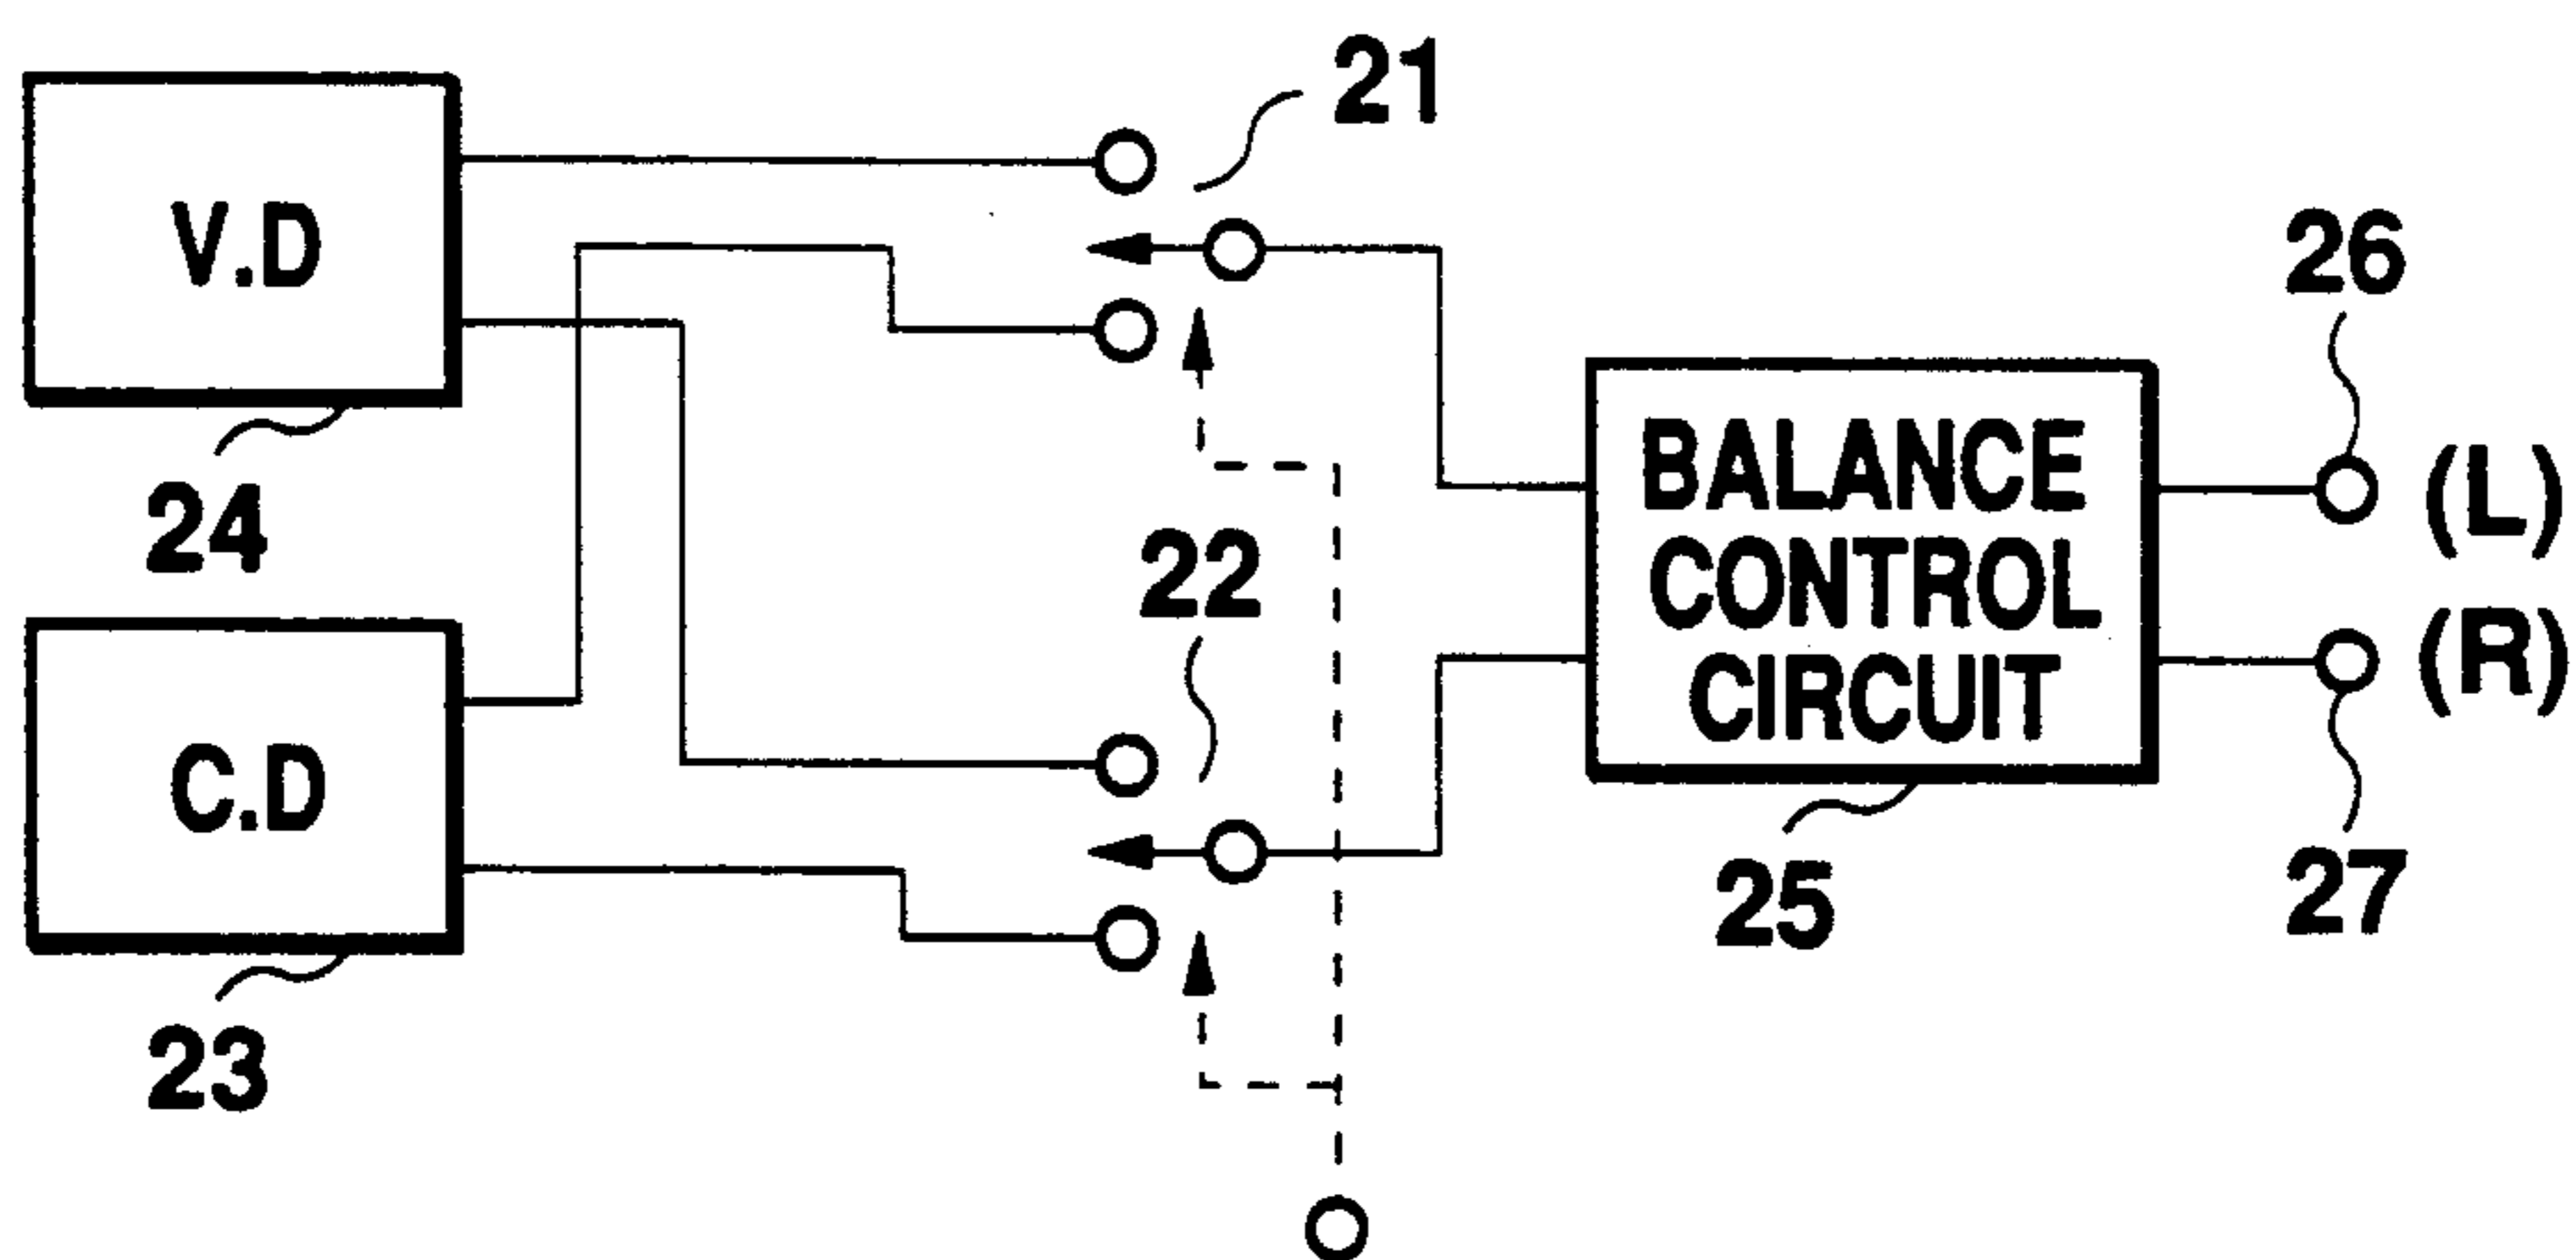 21
V.D
26
24
BALANCE
CONTROL
CIRCUIT
(L)
22
(R)
C.D
25
27
23